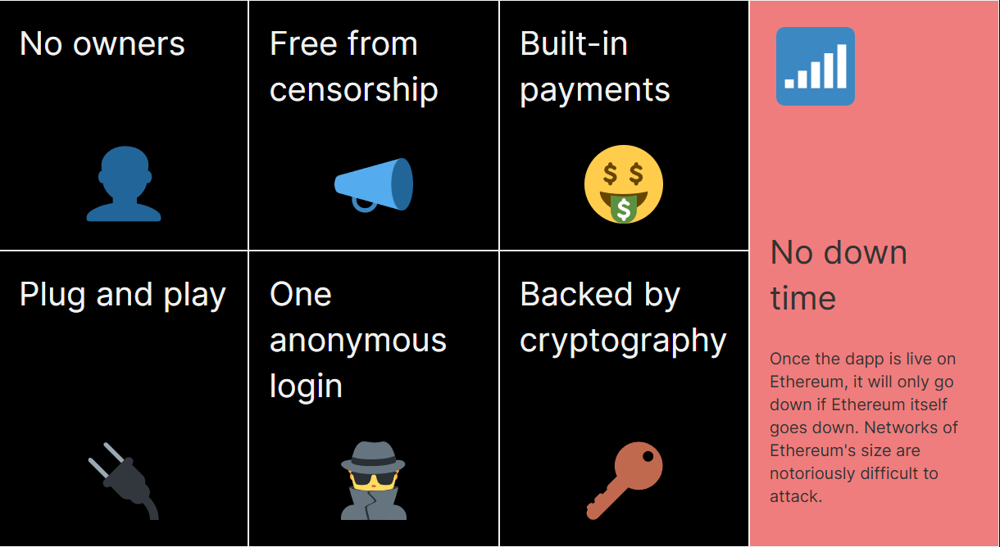 No owners
Free from
censorship
Built-in
payments
Plug and play
One
anonymous
login
Backed by
cryptography
No down
time
Once the dapp is live on
Ethereum, it will only go
down if Ethereum itself
goes down. Networks of
Ethereum's size are
notoriously difficult to
attack.